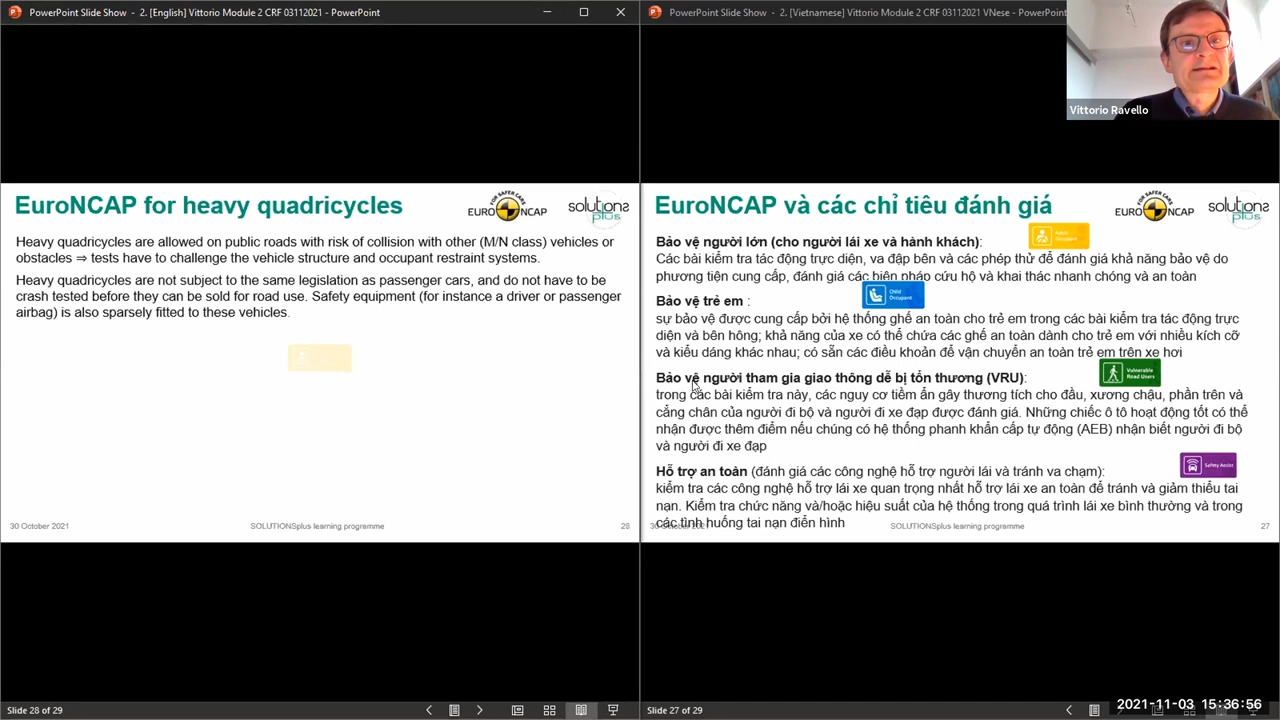 PowerPoint Slide Show - 2. [English] Vittorio Module 2 CRF 03112021 - PowerPoint
EuroNCAP for heavy quadricycles
FOR SAFER CARS
EURO NCAP
solutions
plus
Heavy quadricycles are allowed on public roads with risk of collision with other (M/N class) vehicles or
obstacles ⇒ tests have to challenge the vehicle structure and occupant restraint systems.
Heavy quadricycles are not subject to the same legislation as passenger cars, and do not have to be
crash tested before they can be sold for road use. Safety equipment (for instance a driver or passenger
airbag) is also sparsely fitted to these vehicles.
30 October 2021
SOLUTIONSplus learning programme
28
Slide 28 of 29
PowerPoint Slide Show - 2. [Vietnamese] Vittorio Module 2 CRF 03112021 VNese - PowerPoint
Vittorio Ravello
EuroNCAP và các chỉ tiêu đánh giá
FOR SAFER CARS
EURO NCAP
solutions
plus
Bảo vệ người lớn (cho người lái xe và hành khách):
Adult
Occupant
Các bài kiểm tra tác động trực diện, va đập bên và các phép thử để đánh giá khả năng bảo vệ do
phương tiện cung cấp, đánh giá các biện pháp cứu hộ và khai thác nhanh chóng và an toàn
Bảo vệ trẻ em :
Child
Occupant
sự bảo vệ được cung cấp bởi hệ thống ghế an toàn cho trẻ em trong các bài kiểm tra tác động trực
diện và bên hông; khả năng của xe có thể chứa các ghế an toàn dành cho trẻ em với nhiều kích cỡ
và kiểu dáng khác nhau; có sẵn các điều khoản để vận chuyển an toàn trẻ em trên xe hơi
Bảo vệ người tham gia giao thông dễ bị tổn thương (VRU):
Vulnerable
Road Users
trong các bài kiểm tra này, các nguy cơ tiềm ẩn gây thương tích cho đầu, xương chậu, phần trên và
cẳng chân của người đi bộ và người đi xe đạp được đánh giá. Những chiếc ô tô hoạt động tốt có thể
nhận được thêm điểm nếu chúng có hệ thống phanh khẩn cấp tự động (AEB) nhận biết người đi bộ
và người đi xe đạp
Hỗ trợ an toàn (đánh giá các công nghệ hỗ trợ người lái và tránh va chạm):
Safety Assist
kiểm tra các công nghệ hỗ trợ lái xe quan trọng nhất hỗ trợ lái xe an toàn để tránh và giảm thiểu tai
nạn. Kiểm tra chức năng và/hoặc hiệu suất của hệ thống trong quá trình lái xe bình thường và trong
các tình huống tai nạn điển hình
30 October 2021
SOLUTIONSplus learning programme
27
Slide 27 of 29
2021-11-03 15:36:56